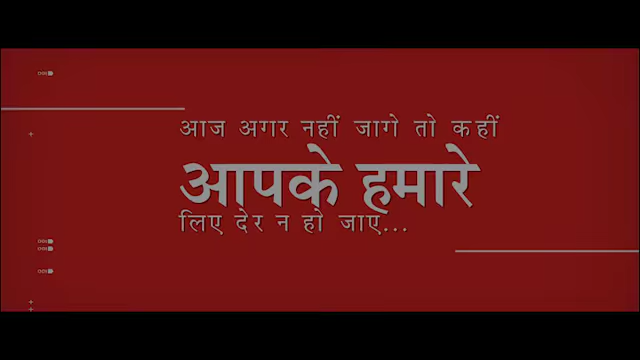 आज अगर नहीं जागे तो कहीं
आपके हमारे
लिए देर न हो जाए...